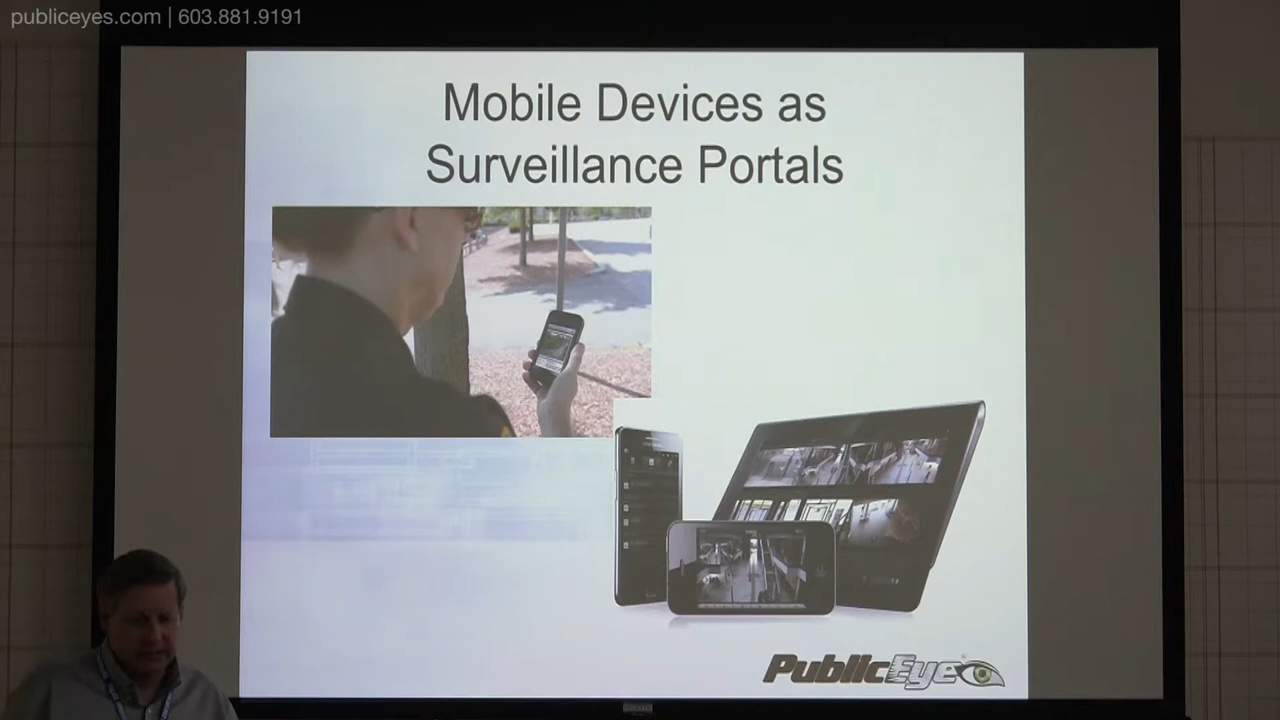 publiceyes.com | 603.881.9191
Mobile Devices as
Surveillance Portals
PublicEye